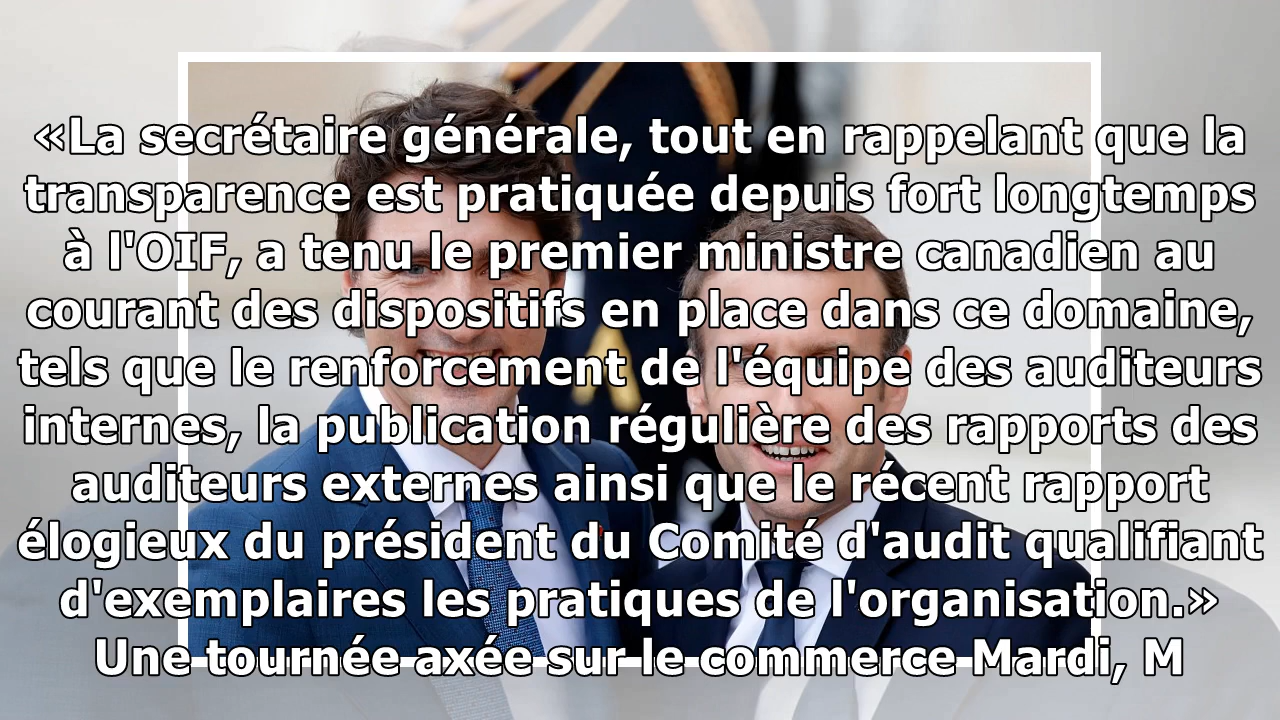 «La secrétaire générale, tout en rappelant que la
transparence est pratiquée depuis fort longtemps
à l'OIF, a tenu le premier ministre canadien au
courant des dispositifs en place dans ce domaine,
tels que le renforcement de l'équipe des auditeurs
internes, la publication régulière des rapports des
auditeurs externes ainsi que le récent rapport
élogieux du président du Comité d'audit qualifiant
d'exemplaires les pratiques de l'organisation.»
Une tournée axée sur le commerce Mardi, M